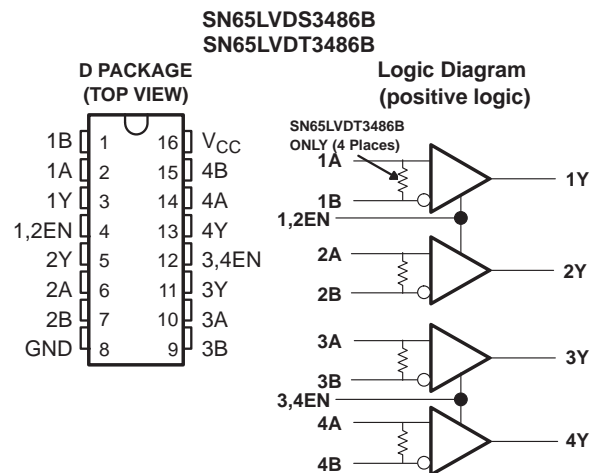 SN65LVDS3486B
SN65LVDT3486B
D PACKAGE
(TOP VIEW)
1B 1 16 VCC
1A 2 15 4B
1Y 3 14 4A
1,2EN 4 13 4Y
2Y 5 12 3,4EN
2A 6 11 3Y
2B 7 10 3A
GND 8 9 3B
Logic Diagram
(positive logic)
SN65LVDT3486B
ONLY (4 Places)
1A
1Y
1B
1,2EN
2A
2Y
2B
3A
3Y
3B
3,4EN
4A
4Y
4B